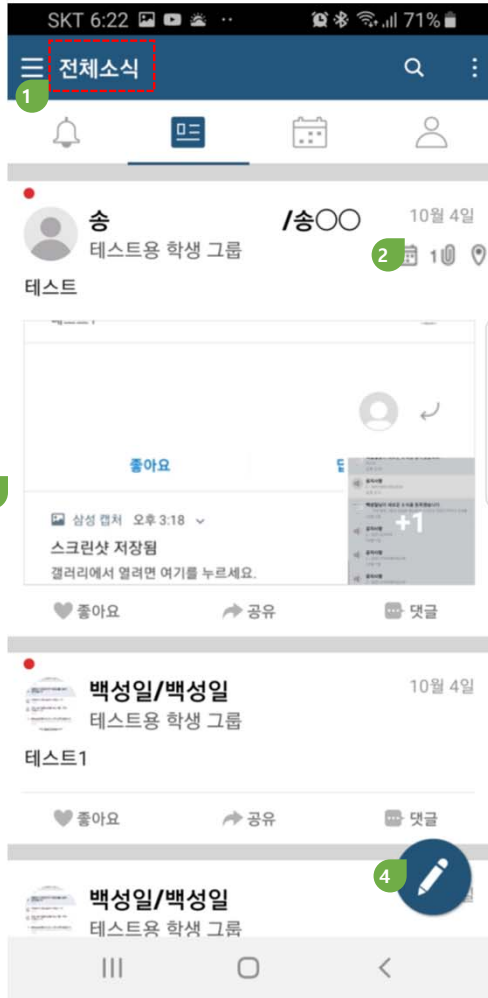 SKT 6:22 71%
전체소식
1
송 /송○○ 10월 4일
테스트용 학생 그룹
2 1
테스트
좋아요
+1
삼성 캡처 오후 3:18
스크린샷 저장됨
갤러리에서 열려면 여기를 누르세요.
좋아요 공유 댓글
백성일/백성일 10월 4일
테스트용 학생 그룹
테스트1
좋아요 공유 댓글
4
백성일/백성일
테스트용 학생 그룹